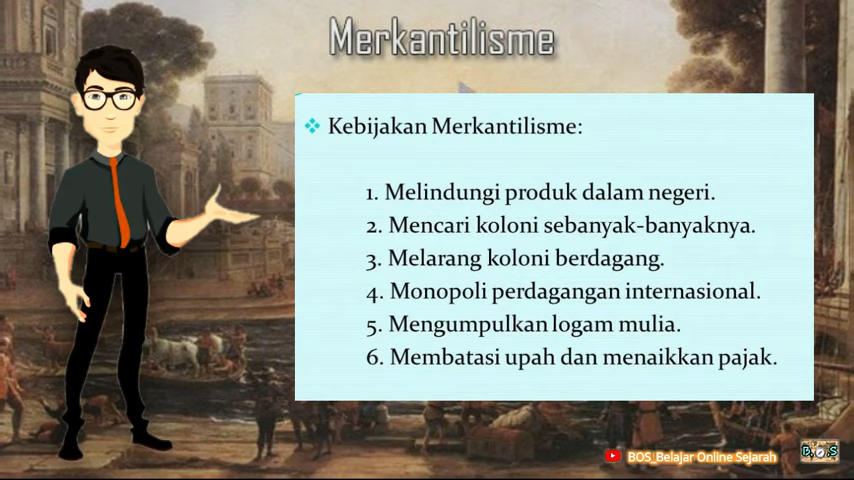 Merkantilisme
❖ Kebijakan Merkantilisme:
1. Melindungi produk dalam negeri.
2. Mencari koloni sebanyak-banyaknya.
3. Melarang koloni berdagang.
4. Monopoli perdagangan internasional.
5. Mengumpulkan logam mulia.
6. Membatasi upah dan menaikkan pajak.
BOS_Belajar Online Sejarah
B S